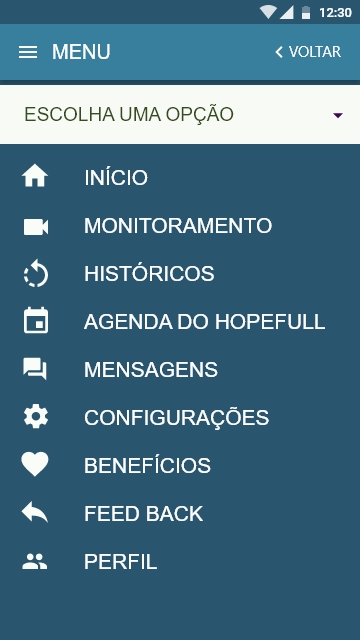 12:30
MENU
VOLTAR
ESCOLHA UMA OPÇÃO
INÍCIO
MONITORAMENTO
HISTÓRICOS
AGENDA DO HOPEFULL
MENSAGENS
CONFIGURAÇÕES
BENEFÍCIOS
FEED BACK
PERFIL